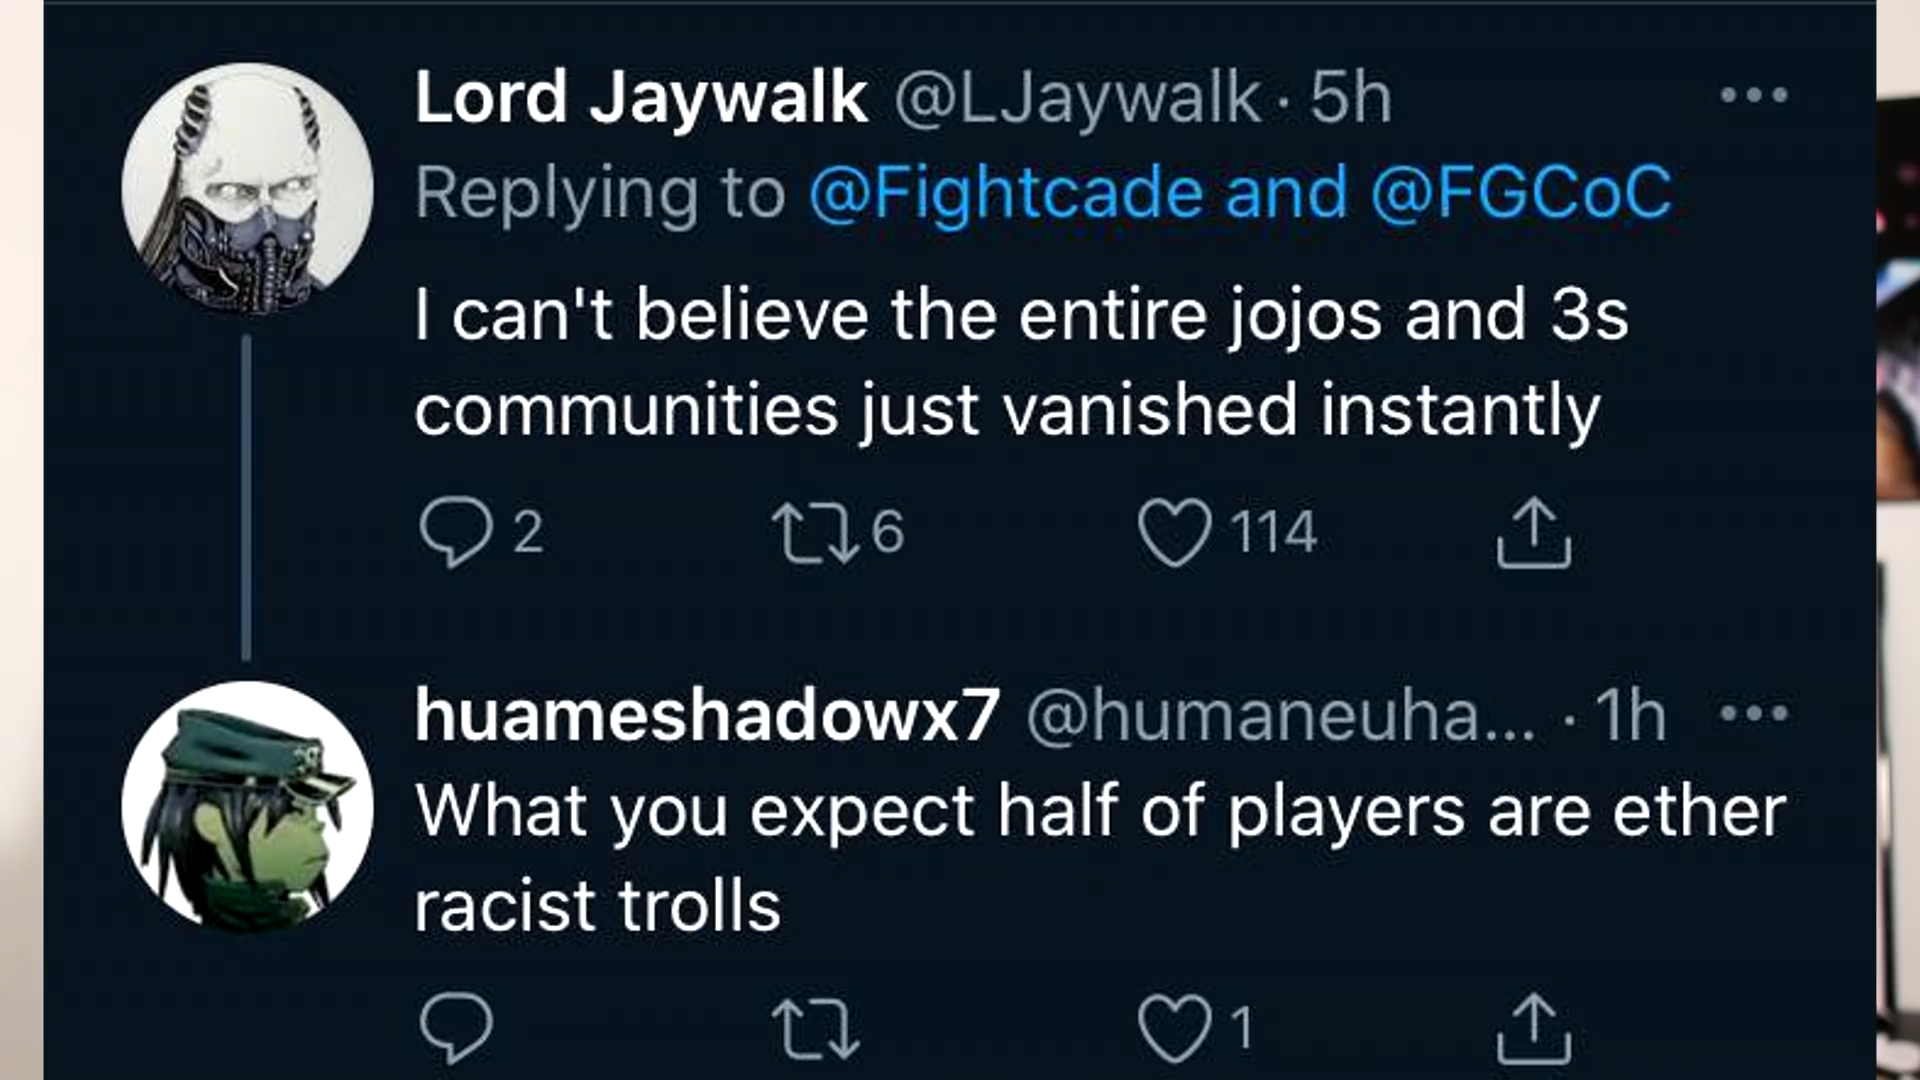 Lord Jaywalk @LJaywalk · 5h
Replying to @Fightcade and @FGCoC
I can't believe the entire jojos and 3s
communities just vanished instantly
2 6 114
huameshadowx7 @humaneuha... · 1h
What you expect half of players are ether
racist trolls
1